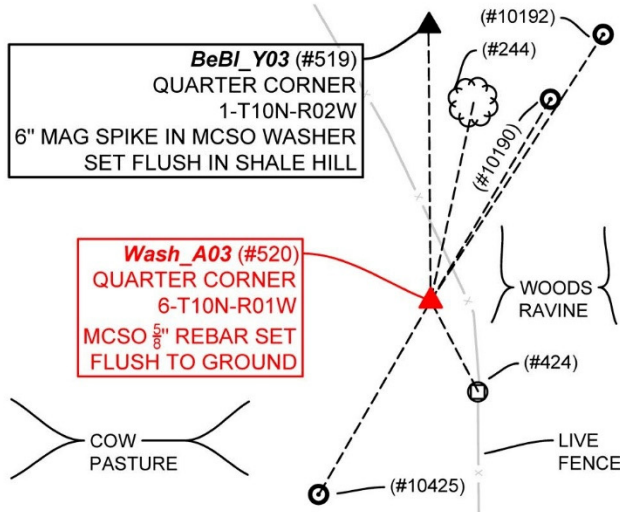 (#10192)
BeBl_Y03 (#519)
QUARTER CORNER
1-T10N-R02W
6" MAG SPIKE IN MCSO WASHER
SET FLUSH IN SHALE HILL
(#244)
(#10190)
Wash_A03 (#520)
QUARTER CORNER
6-T10N-R01W
MCSO 5/8" REBAR SET
FLUSH TO GROUND
WOODS
RAVINE
(#424)
COW
PASTURE
LIVE
FENCE
(#10425)
x
x
x
x